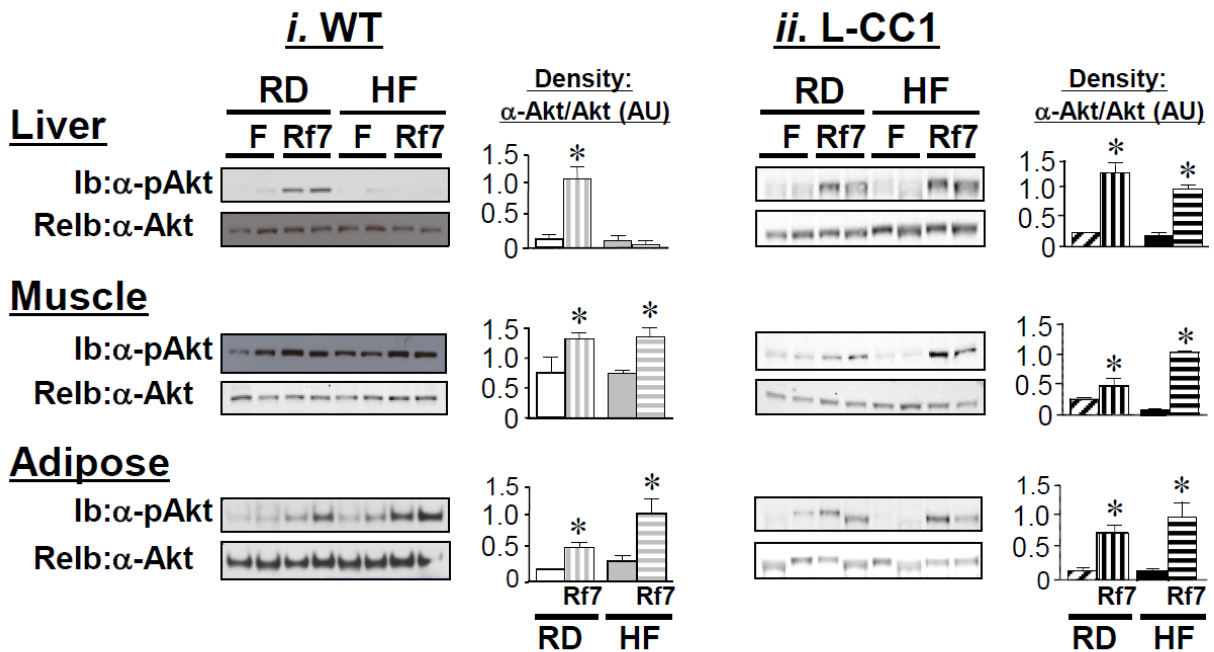 i. WT
ii. L-CC1
RD HF
Density:
α-Akt/Akt (AU)
RD HF
Density:
α-Akt/Akt (AU)
Liver
F Rf7 F Rf7
F Rf7 F Rf7
Ib:α-pAkt
ReIb:α-Akt
1.5
1.0
0.5
0
*
1.5
1.0
0.5
0
* *
Muscle
Ib:α-pAkt
ReIb:α-Akt
1.5
1.0
0.5
0
* *
1.5
1.0
0.5
0
* *
Adipose
Ib:α-pAkt
ReIb:α-Akt
1.5
1.0
0.5
0
* *
Rf7 Rf7
RD HF
1.5
1.0
0.5
0
* *
Rf7 Rf7
RD HF